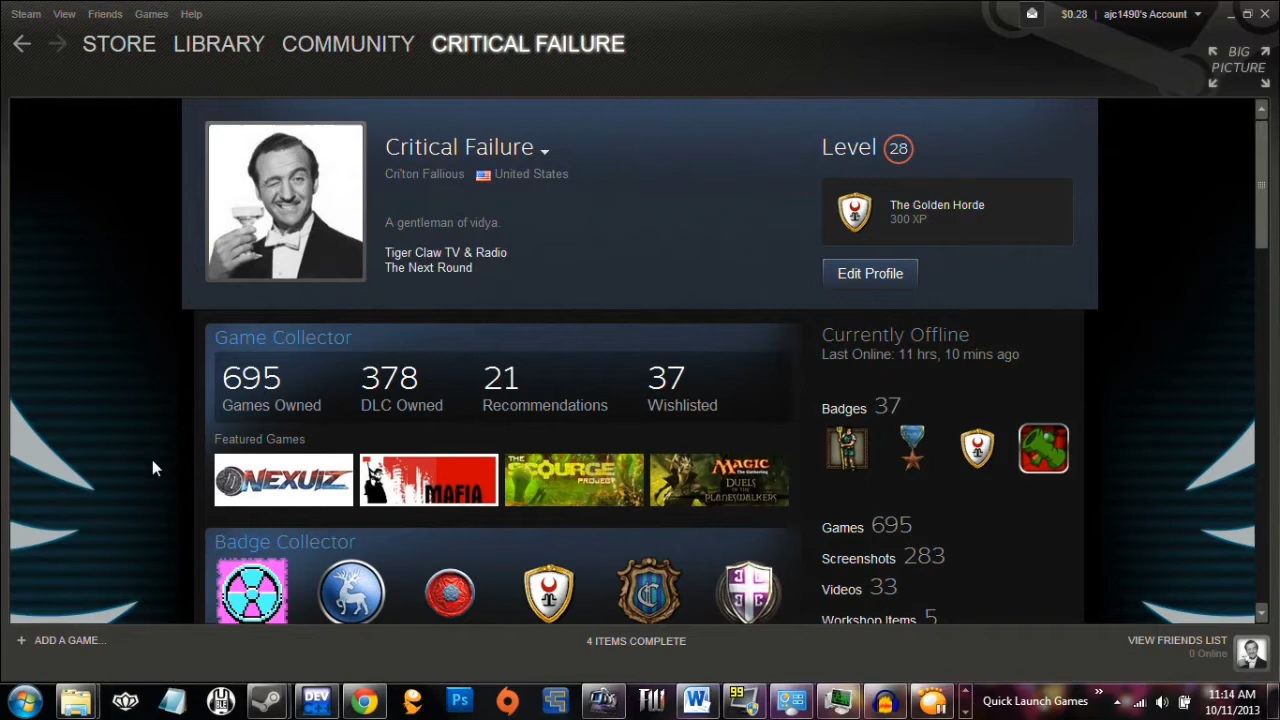 Steam View Friends Games Help
$0.28 ajc1490's Account
STORE LIBRARY COMMUNITY CRITICAL FAILURE
BIG
PICTURE
Critical Failure
Cri'ton Fallious United States
A gentleman of vidya.
Tiger Claw TV & Radio
The Next Round
Level 28
The Golden Horde
300 XP
Edit Profile
Game Collector
695 378 21 37
Games Owned DLC Owned Recommendations Wishlisted
Featured Games
NEXUIZ
MAFIA
THE
SCOURGE
PROJECT
MAGIC
The Gathering
DUELS
OF THE
PLANESWALKERS
Badge Collector
Currently Offline
Last Online: 11 hrs, 10 mins ago
Badges 37
Games 695
Screenshots 283
Videos 33
Workshop Items 5
+ ADD A GAME...
4 ITEMS COMPLETE
VIEW FRIENDS LIST
0 Online
DEV
Ps
W
99
Quick Launch Games
11:14 AM
10/11/2013